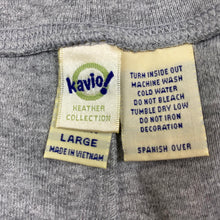 kavio!
HEATHER
COLLECTION
LARGE
MADE IN VIETNAM
TURN INSIDE OUT
MACHINE WASH
COLD WATER
DO NOT BLEACH
TUMBLE DRY LOW
DO NOT IRON
DECORATION
SPANISH OVER